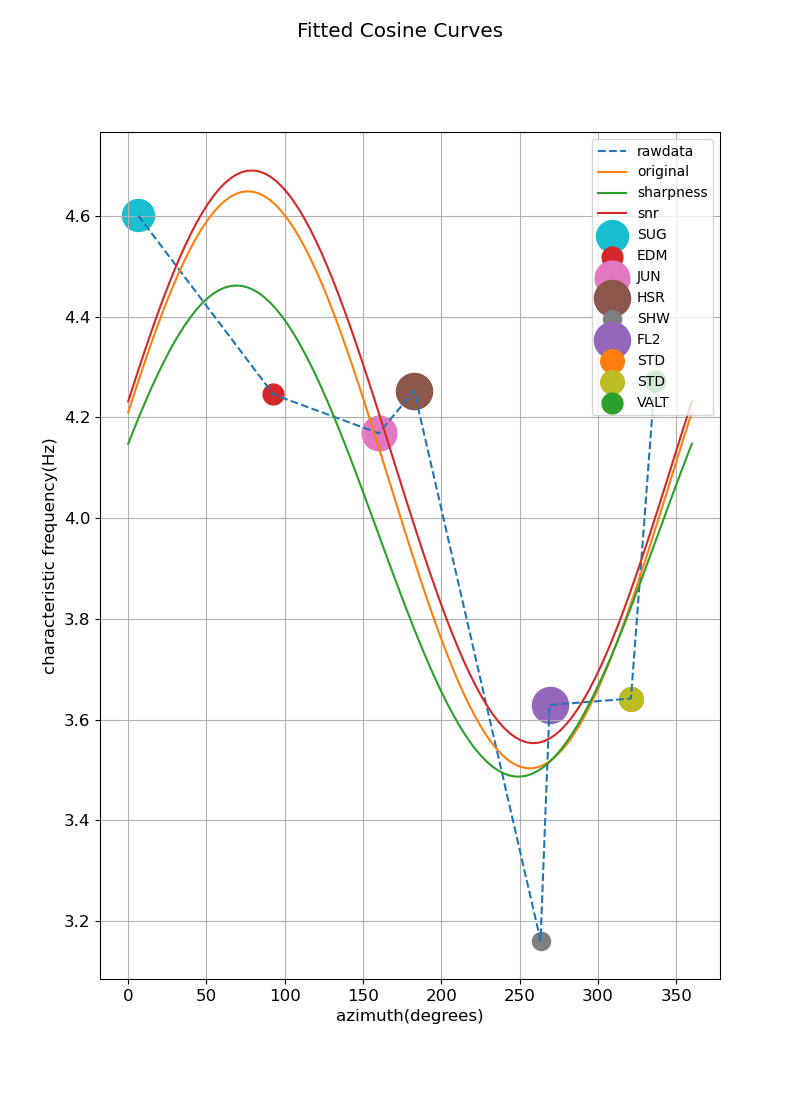 Fitted Cosine Curves
rawdata
original
sharpness
snr
SUG
EDM
JUN
HSR
SHW
FL2
STD
STD
VALT
4.6
4.4
4.2
4.0
3.8
3.6
3.4
3.2
characteristic frequency(Hz)
0 50 100 150 200 250 300 350
azimuth(degrees)